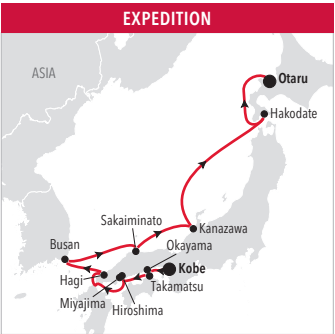 EXPEDITION
ASIA
Otaru
Hakodate
Sakaiminato
Kanazawa
Busan
Okayama
Kobe
Hagi
Takamatsu
Miyajima
Hiroshima